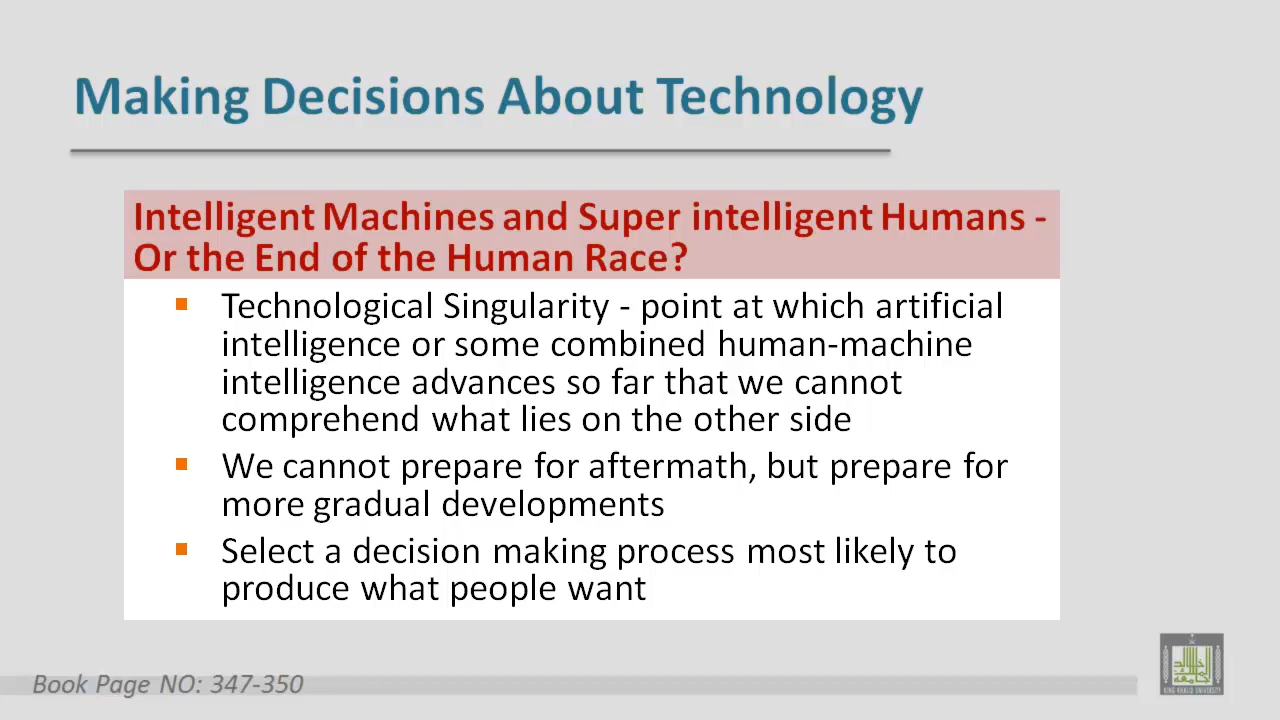 Making Decisions About Technology
Intelligent Machines and Super intelligent Humans -
Or the End of the Human Race?
Technological Singularity - point at which artificial
intelligence or some combined human-machine
intelligence advances so far that we cannot
comprehend what lies on the other side
We cannot prepare for aftermath, but prepare for
more gradual developments
Select a decision making process most likely to
produce what people want
Book Page NO: 347-350
KING KHALID UNIVERSITY